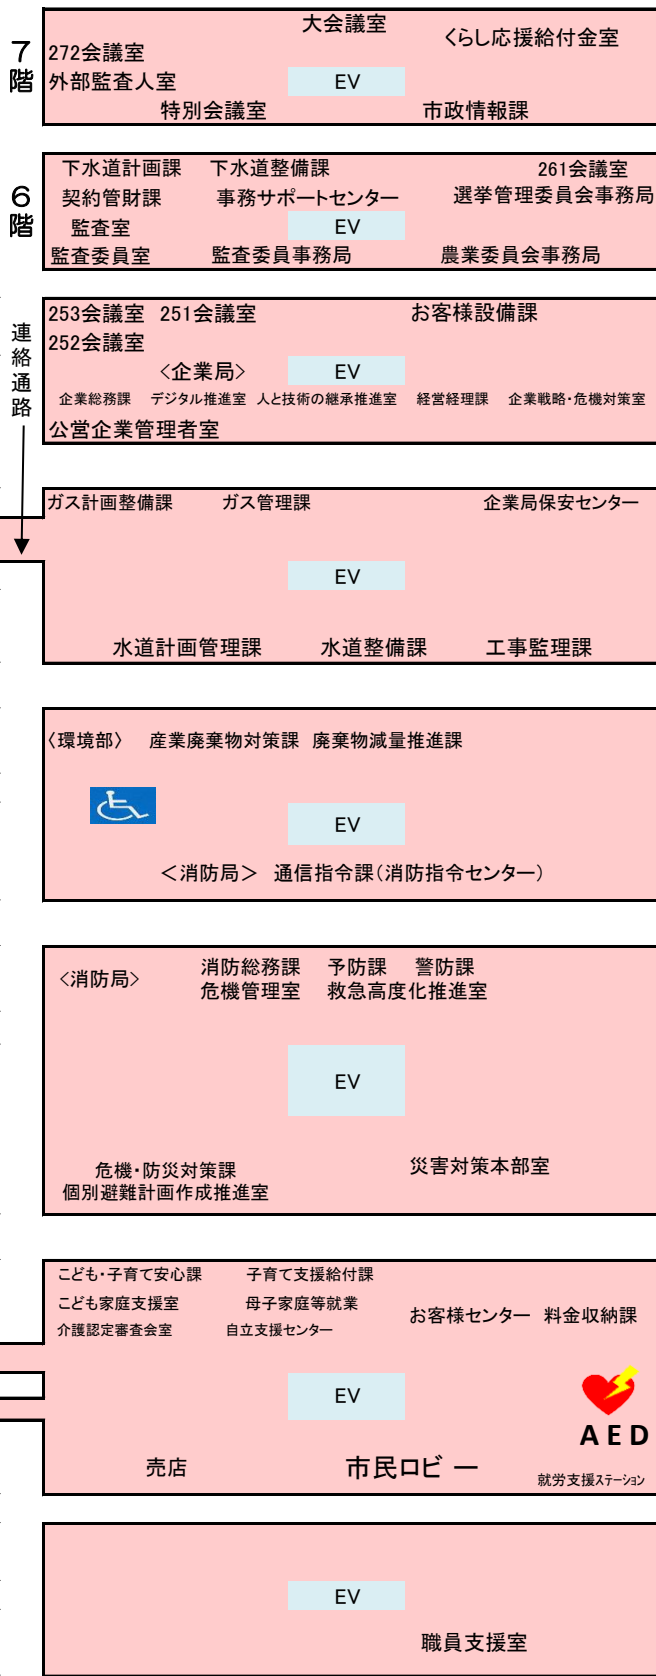 7階
大会議室 くらし応援給付金室
272会議室
外部監査人室 EV
特別会議室 市政情報課
6階
下水道計画課 下水道整備課 261会議室
契約管財課 事務サポートセンター 選挙管理委員会事務局
監査室 EV
監査委員室 監査委員事務局 農業委員会事務局
連絡通路
253会議室 251会議室 お客様設備課
252会議室
〈企業局〉 EV
企業総務課 デジタル推進室 人と技術の継承推進室 経営経理課 企業戦略・危機対策室
公営企業管理者室
ガス計画整備課 ガス管理課 企業局保安センター
EV
水道計画管理課 水道整備課 工事監理課
〈環境部〉 産業廃棄物対策課 廃棄物減量推進課
EV
＜消防局＞ 通信指令課(消防指令センター)
〈消防局〉 消防総務課 予防課 警防課
危機管理室 救急高度化推進室
EV
危機・防災対策課 災害対策本部室
個別避難計画作成推進室
こども・子育て安心課 子育て支援給付課
こども家庭支援室 母子家庭等就業
介護認定審査会室 自立支援センター お客様センター 料金収納課
EV
AED
売店 市民ロビー 就労支援ステーション
EV
職員支援室